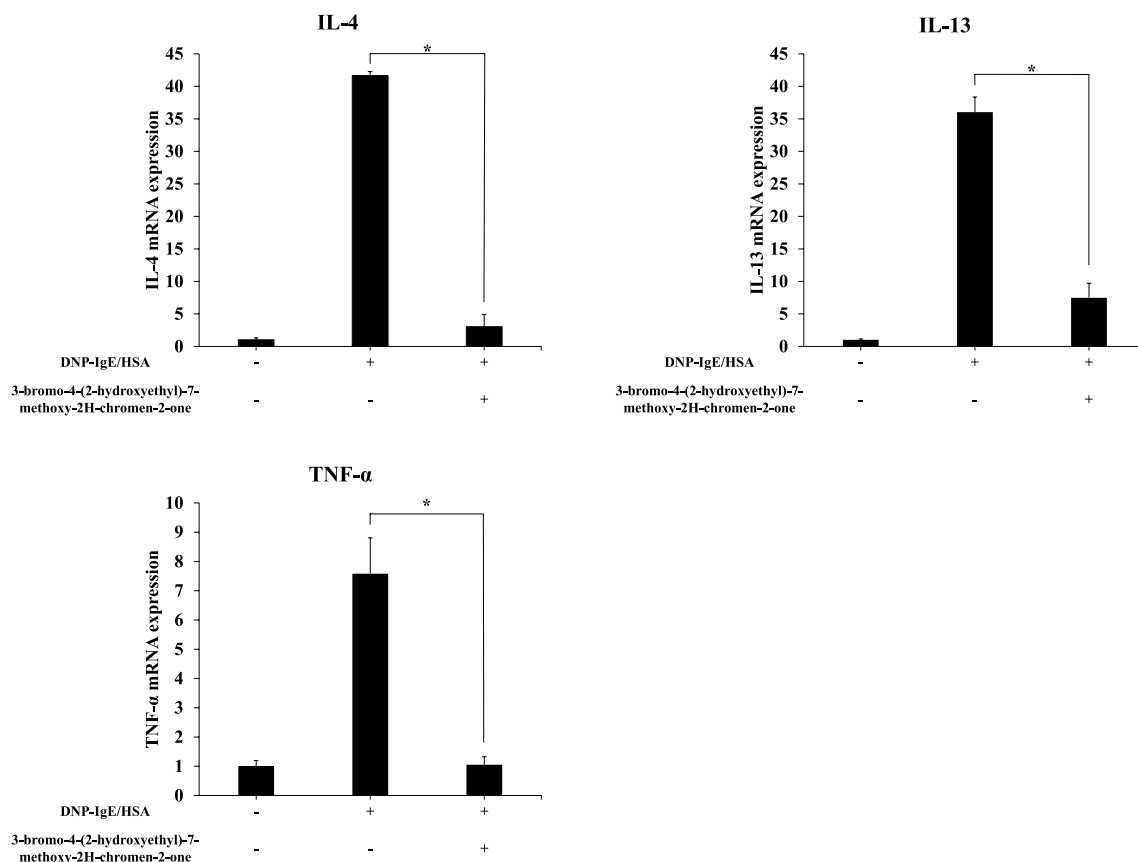 IL-4
45
40
35
30
25
20
15
10
5
0
IL-4 mRNA expression
*
DNP-IgE/HSA - + +
3-bromo-4-(2-hydroxyethyl)-7-
methoxy-2H-chromen-2-one - - +
IL-13
45
40
35
30
25
20
15
10
5
0
IL-13 mRNA expression
*
DNP-IgE/HSA - + +
3-bromo-4-(2-hydroxyethyl)-7-
methoxy-2H-chromen-2-one - - +
TNF-α
10
9
8
7
6
5
4
3
2
1
0
TNF-α mRNA expression
*
DNP-IgE/HSA - + +
3-bromo-4-(2-hydroxyethyl)-7-
methoxy-2H-chromen-2-one - - +